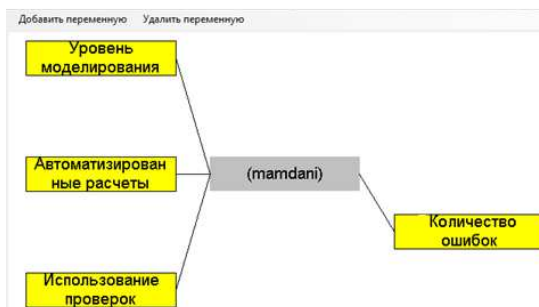 Добавить переменную Удалить переменную
Уровень
моделирования
Автоматизирован
ные расчеты
(mamdani)
Количество
ошибок
Использование
проверок